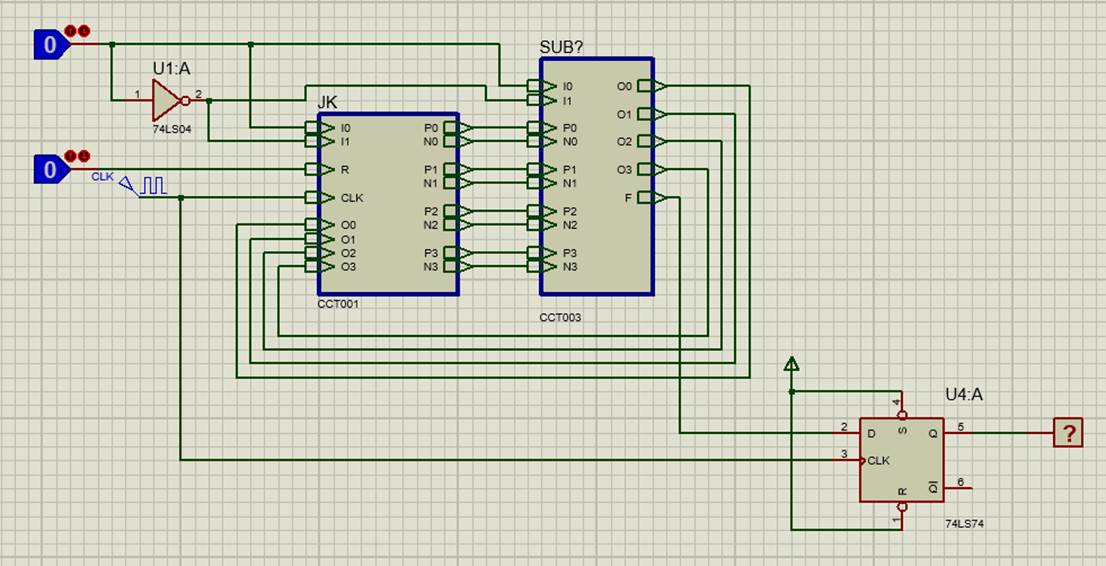 0
U1:A
1
2
74LS04
0
CLK
JK
I0
I1
R
CLK
O0
O1
O2
O3
P0
N0
P1
N1
P2
N2
P3
N3
CCT001
SUB?
I0
I1
P0
N0
P1
N1
P2
N2
P3
N3
O0
O1
O2
O3
F
CCT003
U4:A
4
2
D
S
Q
5
?
3
CLK
R
Q
6
1
74LS74